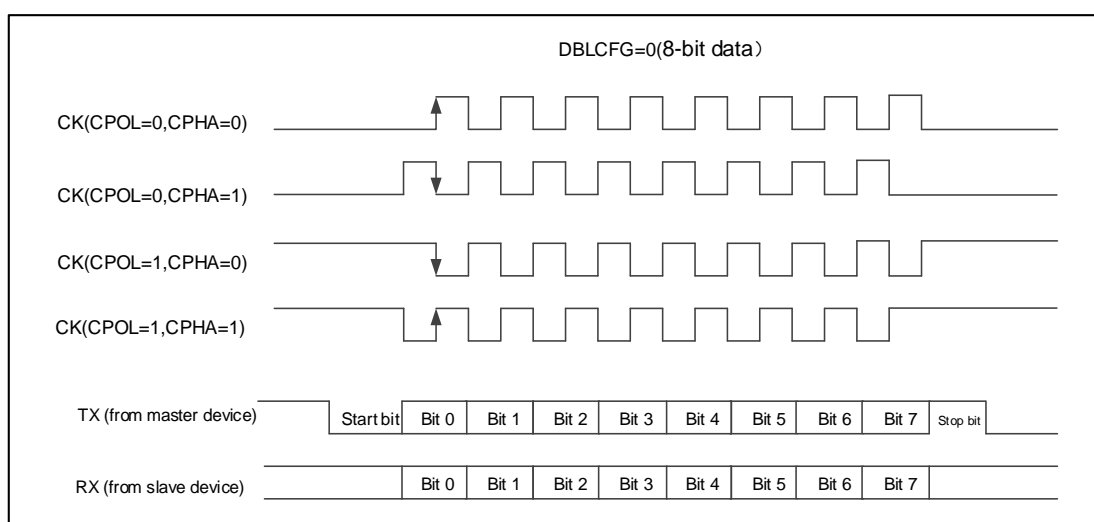 DBLCFG=0(8-bit data）
CK(CPOL=0,CPHA=0)
CK(CPOL=0,CPHA=1)
CK(CPOL=1,CPHA=0)
CK(CPOL=1,CPHA=1)
TX (from master device) Start bit Bit 0 Bit 1 Bit 2 Bit 3 Bit 4 Bit 5 Bit 6 Bit 7 Stop bit
RX (from slave device) Bit 0 Bit 1 Bit 2 Bit 3 Bit 4 Bit 5 Bit 6 Bit 7